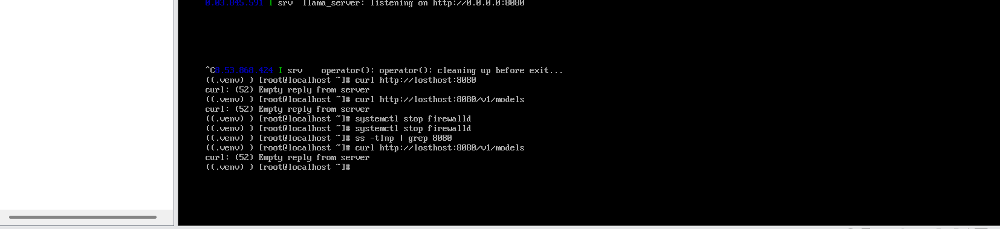 0.03.845.591 I srv  llama_server: listening on http://0.0.0.0:8080
^C0.53.868.424 I srv    operator(): operator(): cleaning up before exit...
((.venv) ) [root@localhost ~]# curl http://losthost:8080
curl: (52) Empty reply from server
((.venv) ) [root@localhost ~]# curl http://losthost:8080/v1/models
curl: (52) Empty reply from server
((.venv) ) [root@localhost ~]# systemctl stop firewalld
((.venv) ) [root@localhost ~]# systemctl stop firewalld
((.venv) ) [root@localhost ~]# ss -tlnp | grep 8080
((.venv) ) [root@localhost ~]# curl http://losthost:8080/v1/models
curl: (52) Empty reply from server
((.venv) ) [root@localhost ~]#